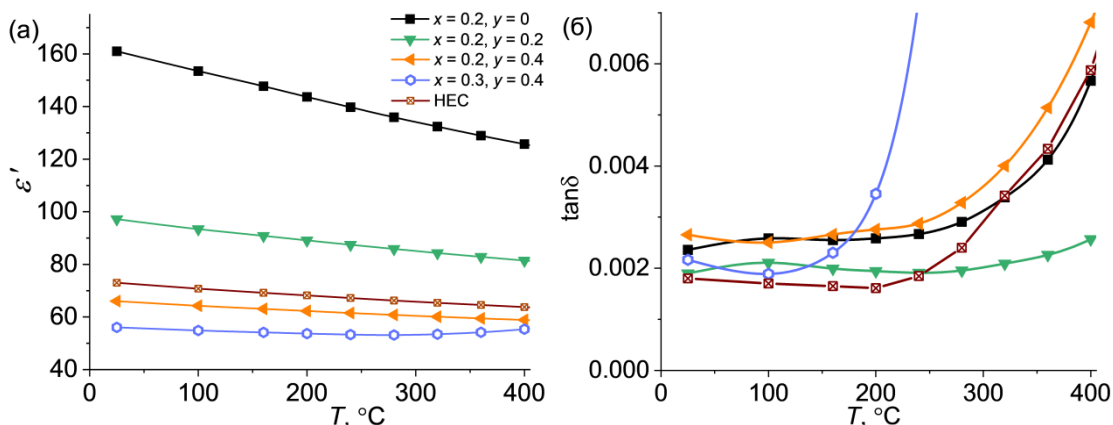 (а)
x = 0.2, y = 0
x = 0.2, y = 0.2
x = 0.2, y = 0.4
x = 0.3, y = 0.4
HEC
160
140
120
100
80
60
40
ε'
0
100
200
300
400
T, °C
(б)
0.006
0.004
0.002
0.000
tanδ
0
100
200
300
400
T, °C